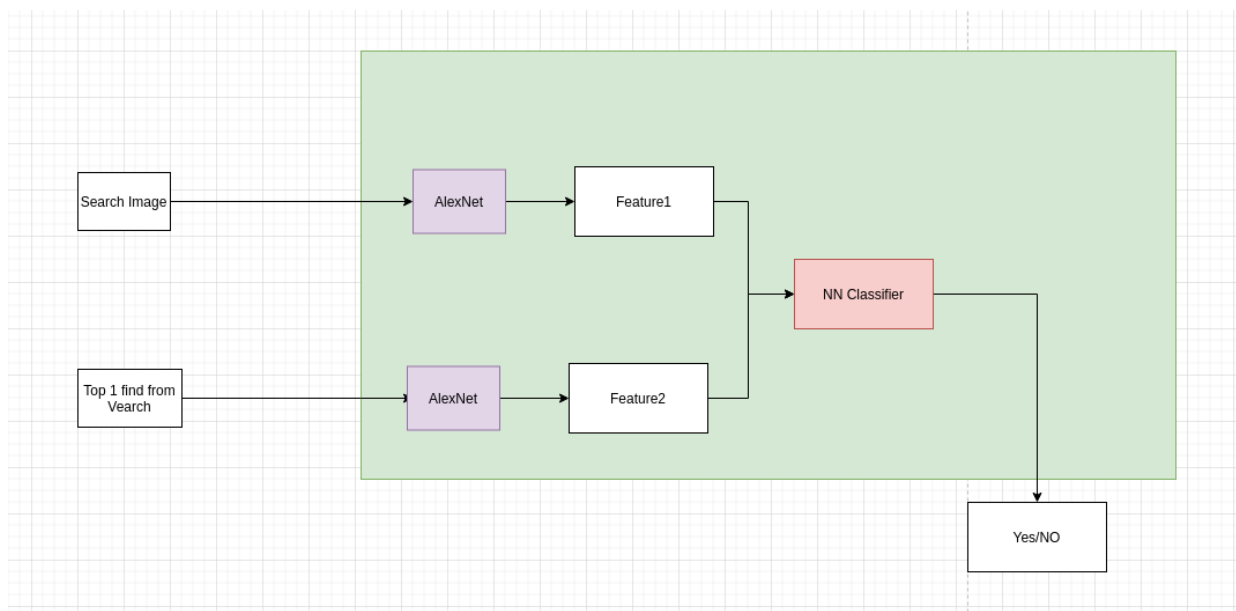 Search Image
AlexNet
Feature1
NN Classifier
Top 1 find from
Vearch
AlexNet
Feature2
Yes/NO